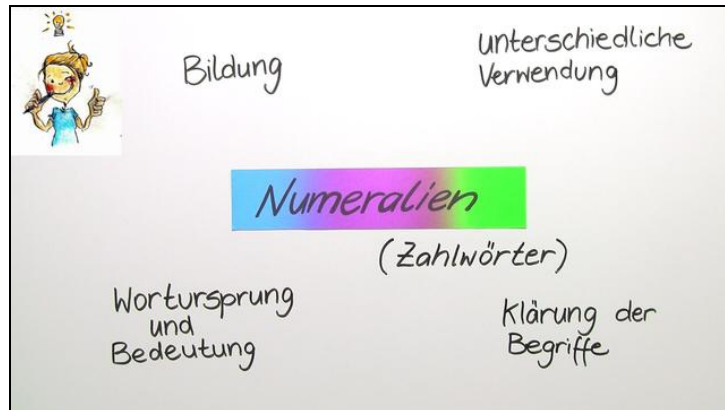 Bildung
unterschiedliche
Verwendung
Numeralien
(Zahlwörter)
Wortursprung
und
Bedeutung
Klärung der
Begriffe